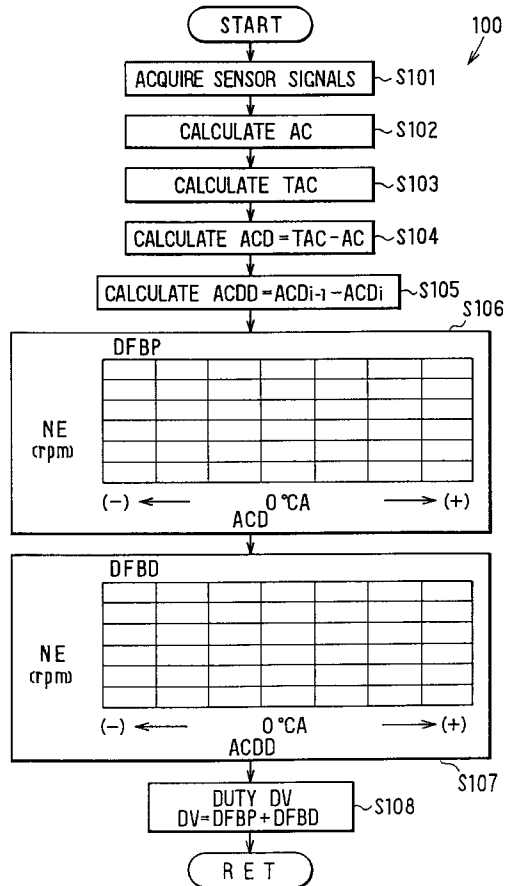 START
100
ACQUIRE SENSOR SIGNALS
S101
CALCULATE AC
S102
CALCULATE TAC
S103
CALCULATE ACD=TAC-AC
S104
CALCULATE ACDD=ACDi-1-ACDi
S105
S106
DFBP
NE
(rpm)
(-) ← 0°CA → (+)
ACD
DFBD
NE
(rpm)
(-) ← 0°CA → (+)
ACDD
S107
DUTY DV
DV=DFBP+DFBD
S108
RET